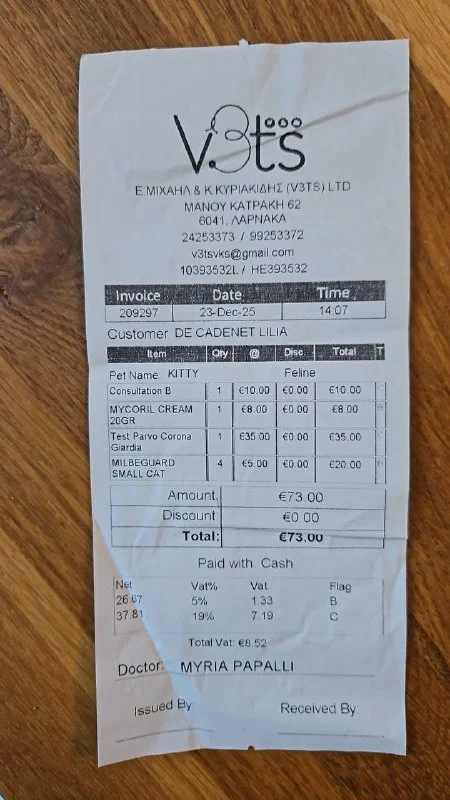 V3ts
Ε.ΜΙΧΑΗΛ & Κ.ΚΥΡΙΑΚΙΔΗΣ (V3TS) LTD
ΜΑΝΟΥ ΚΑΤΡΑΚΗ 62
6041, ΛΑΡΝΑΚΑ
24253373 / 99253372
v3tsvks@gmail.com
10393532L / HE393532
Invoice Date Time
209297 23-Dec-25 14:07
Customer DE CADENET LILIA
Item Qty @ Disc. Total T
Pet Name. KITTY Feline
Consultation B 1 €10.00 €0.00 €10.00 C
MYCORIL CREAM 1 €8.00 €0.00 €8.00 B
20GR
Test Parvo Corona 1 €35.00 €0.00 €35.00 C
Giardia
MILBEGUARD 4 €5.00 €0.00 €20.00 B
SMALL CAT
Amount. €73.00
Discount €0.00
Total: €73.00
Paid with. Cash
Net Vat% Vat Flag
26.67 5% 1.33 B
37.81 19% 7.19 C
Total Vat: €8.52
Doctor: MYRIA PAPALLI
Issued By: Received By